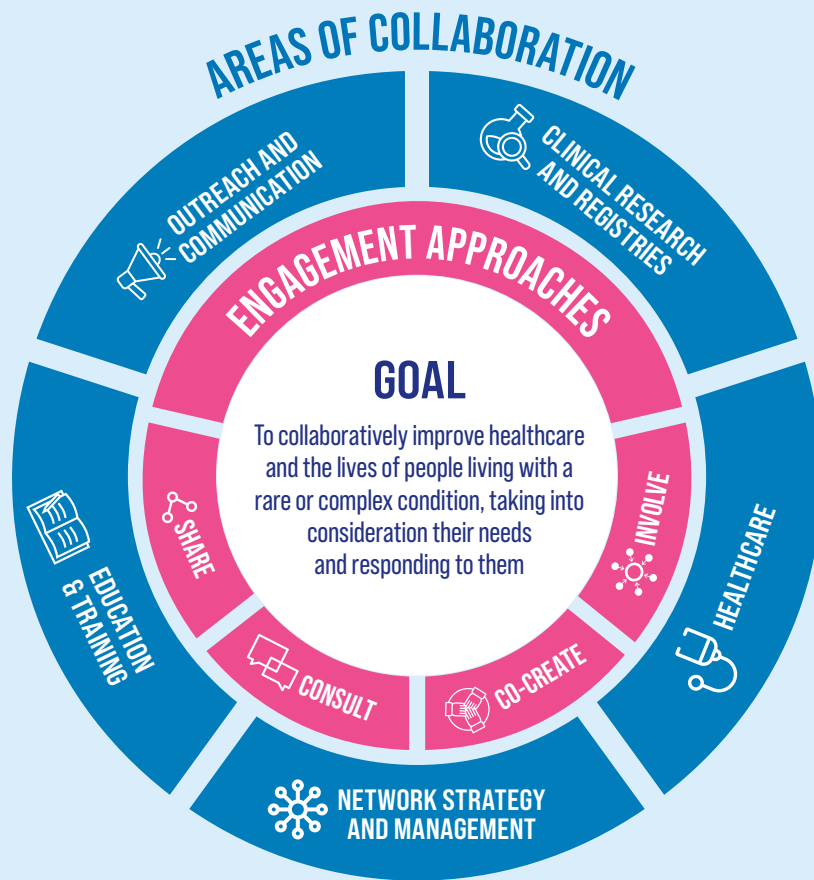 AREAS OF COLLABORATION
OUTREACH AND
COMMUNICATION
CLINICAL RESEARCH
AND REGISTRIES
ENGAGEMENT APPROACHES
GOAL
To collaboratively improve healthcare
and the lives of people living with a
rare or complex condition, taking into
consideration their needs
and responding to them
SHARE
INVOLVE
EDUCATION
& TRAINING
HEALTHCARE
CONSULT
CO-CREATE
NETWORK STRATEGY
AND MANAGEMENT